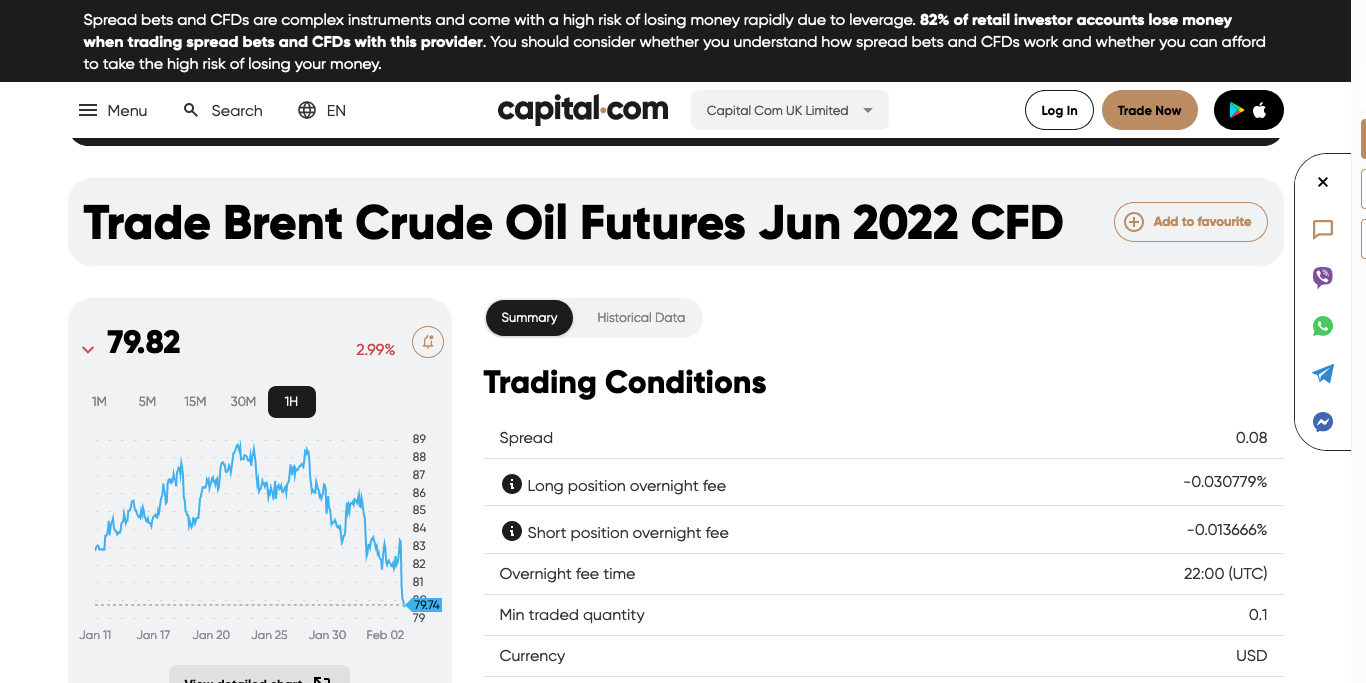 Spread bets and CFDs are complex instruments and come with a high risk of losing money rapidly due to leverage. 82% of retail investor accounts lose money
when trading spread bets and CFDs with this provider. You should consider whether you understand how spread bets and CFDs work and whether you can afford
to take the high risk of losing your money.
Menu Search EN capital.com Capital Com UK Limited Log In Trade Now
Trade Brent Crude Oil Futures Jun 2022 CFD Add to favourite
79.82 2.99%
1M 5M 15M 30M 1H
89
88
87
86
85
84
83
82
81
79.74
79
Jan 11 Jan 17 Jan 20 Jan 25 Jan 30 Feb 02
View detailed chart
Summary Historical Data
Trading Conditions
Spread 0.08
Long position overnight fee -0.030779%
Short position overnight fee -0.013666%
Overnight fee time 22:00 (UTC)
Min traded quantity 0.1
Currency USD